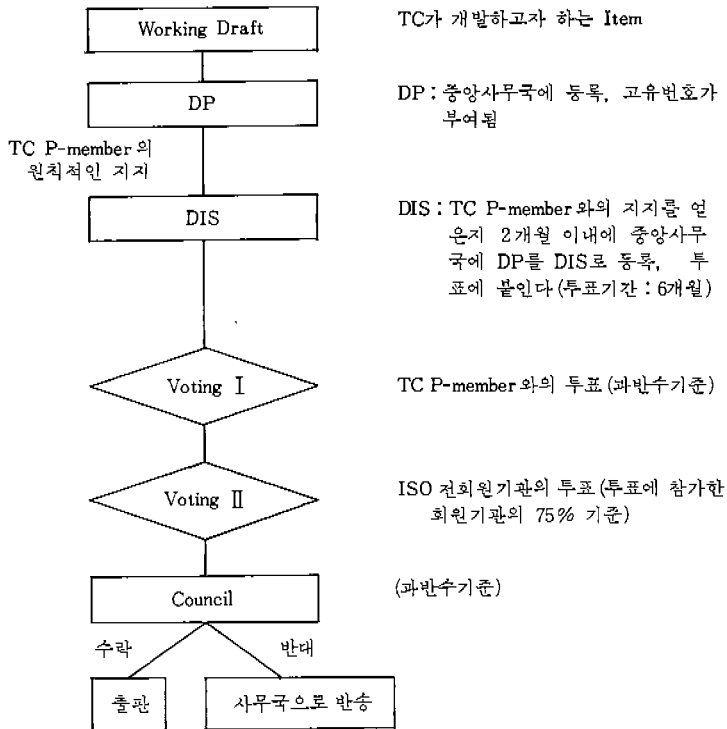 Working Draft
TC가 개발하고자 하는 Item
DP
DP : 중앙사무국에 등록, 고유번호가
부여됨
TC P-member의
원칙적인 지지
DIS
DIS : TC P-member와의 지지를 얻
은지 2개월 이내에 중앙사무
국에 DP를 DIS로 등록, 투
표에 붙인다 (투표기간 : 6개월)
Voting Ⅰ
TC P-member와의 투표 (과반수기준)
Voting Ⅱ
ISO 전회원기관의 투표 (투표에 참가한
회원기관의 75% 기준)
Council
(과반수기준)
수락
반대
출판
사무국으로 반송